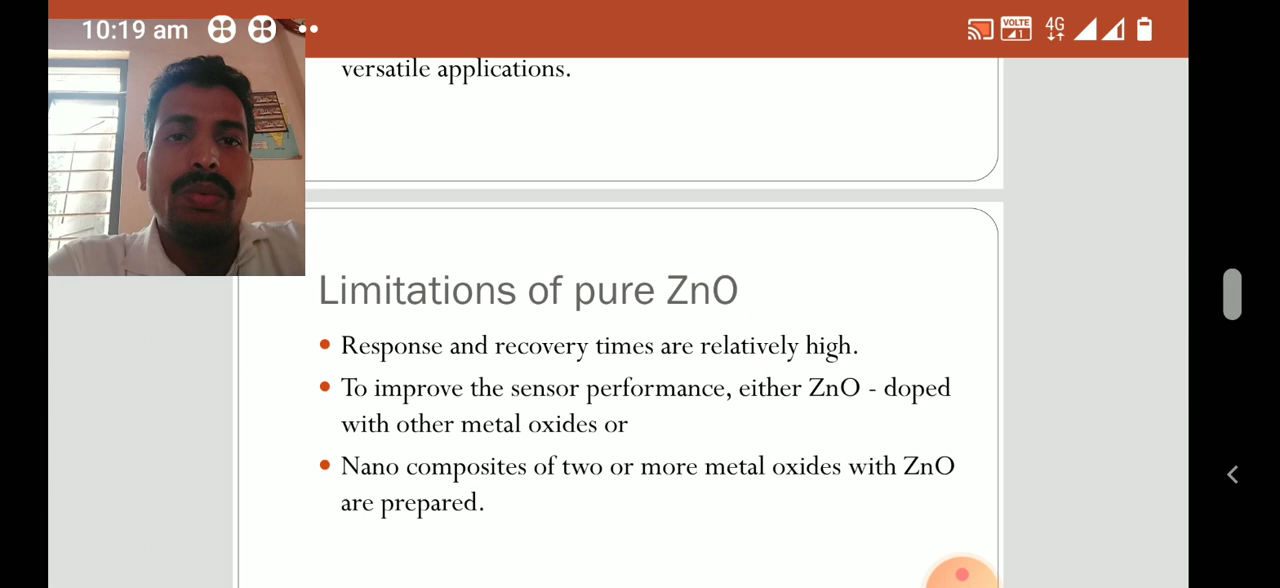 10:19 am
VOLTE
1
4G
versatile applications.
Limitations of pure ZnO
Response and recovery times are relatively high.
To improve the sensor performance, either ZnO - doped
with other metal oxides or
Nano composites of two or more metal oxides with ZnO
are prepared.